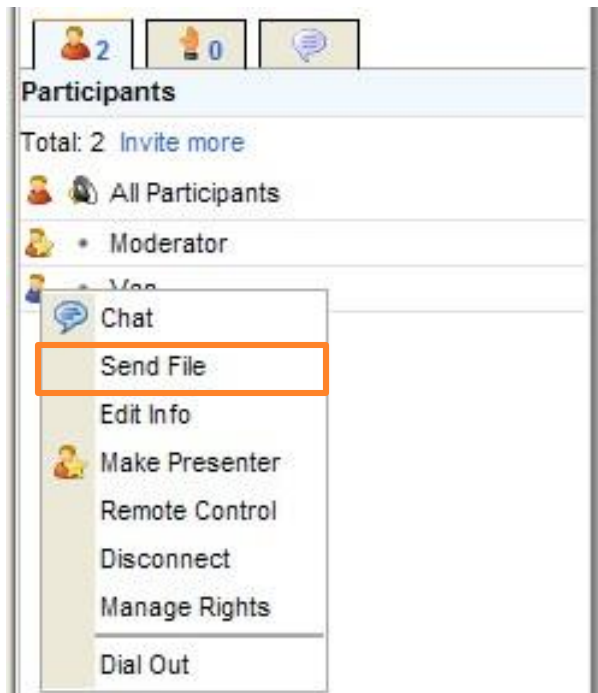 2
0
Participants
Total: 2 Invite more
All Participants
Moderator
Chat
Send File
Edit Info
Make Presenter
Remote Control
Disconnect
Manage Rights
Dial Out